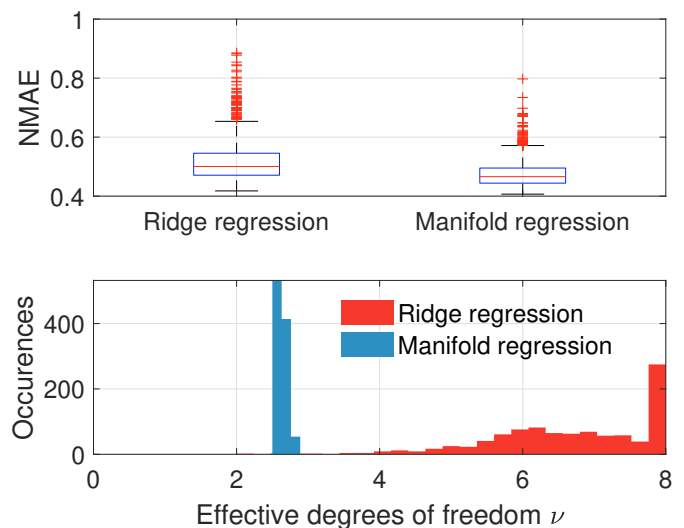 1
0.8
0.6
0.4
NMAE
Ridge regression
Manifold regression
400
200
0
Occurences
Ridge regression
Manifold regression
0
2
4
6
8
Effective degrees of freedom ν